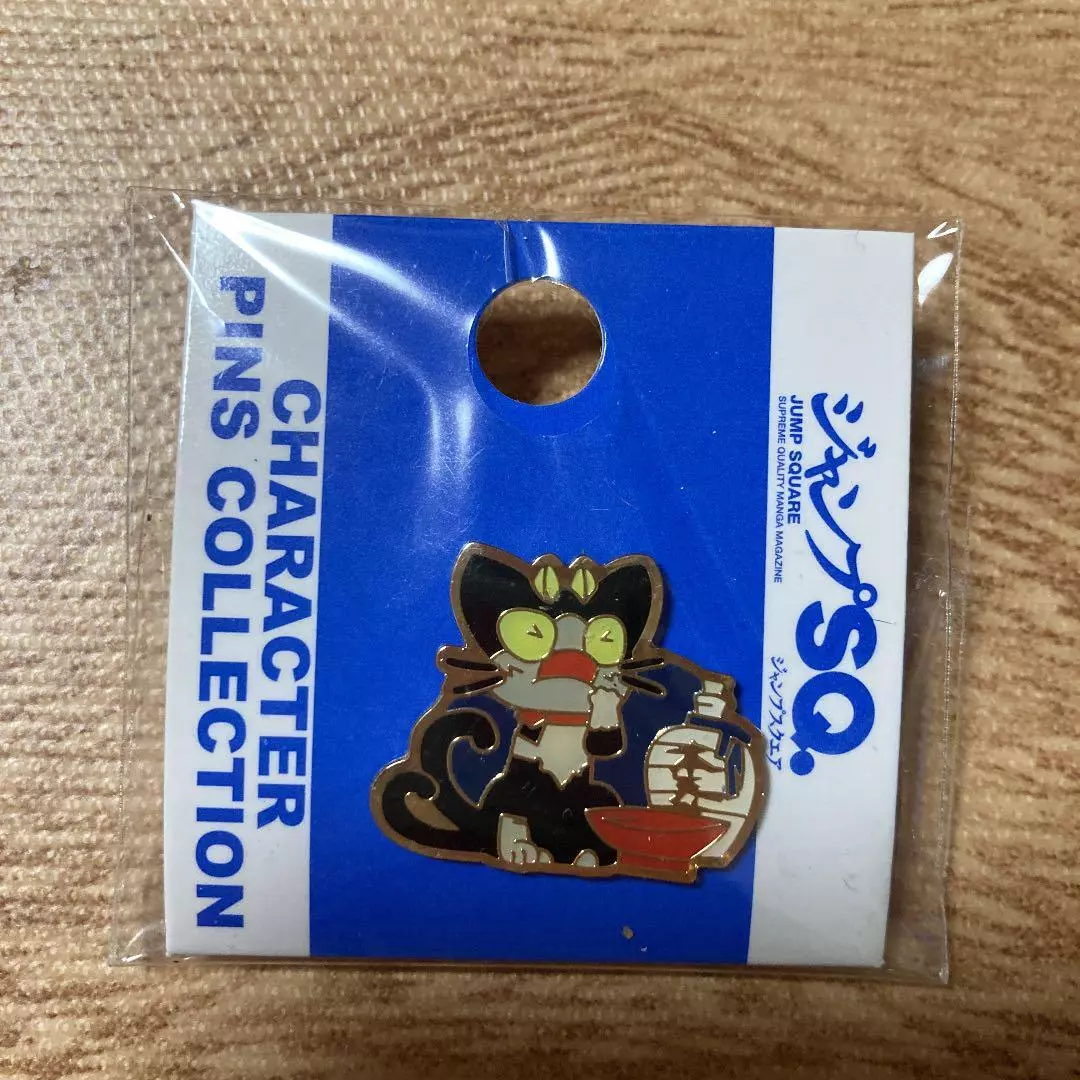 CHARACTER
PINS COLLECTION
ジャンプSQ.
JUMP SQUARE
SUPREME QUALITY MANGA MAGAZINE
ジャンプスクエア